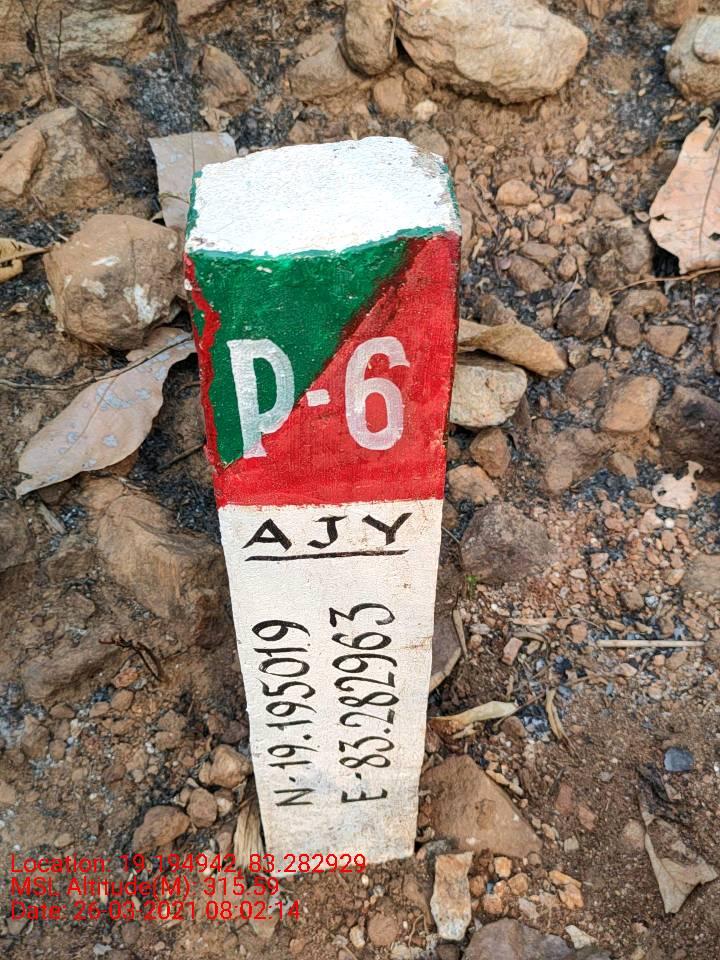 P-6
AJY
N-19.195019
E-83.282963
Location: 19.194942, 83.282929
MSL Altitude(M): 315.59
Date: 26-03-2021 08:02:14